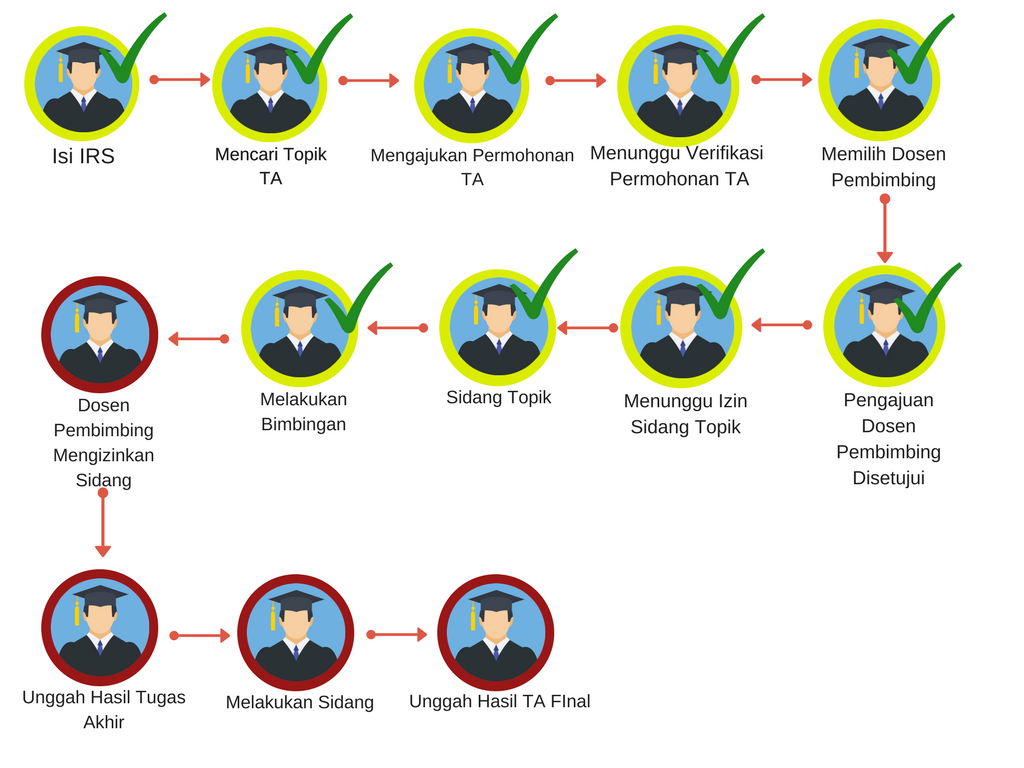 Isi IRS
Mencari Topik
TA
Mengajukan Permohonan
TA
Menunggu Verifikasi
Permohonan TA
Memilih Dosen
Pembimbing
Pengajuan
Dosen
Pembimbing
Disetujui
Menunggu Izin
Sidang Topik
Sidang Topik
Melakukan
Bimbingan
Dosen
Pembimbing
Mengizinkan
Sidang
Unggah Hasil Tugas
Akhir
Melakukan Sidang
Unggah Hasil TA FInal